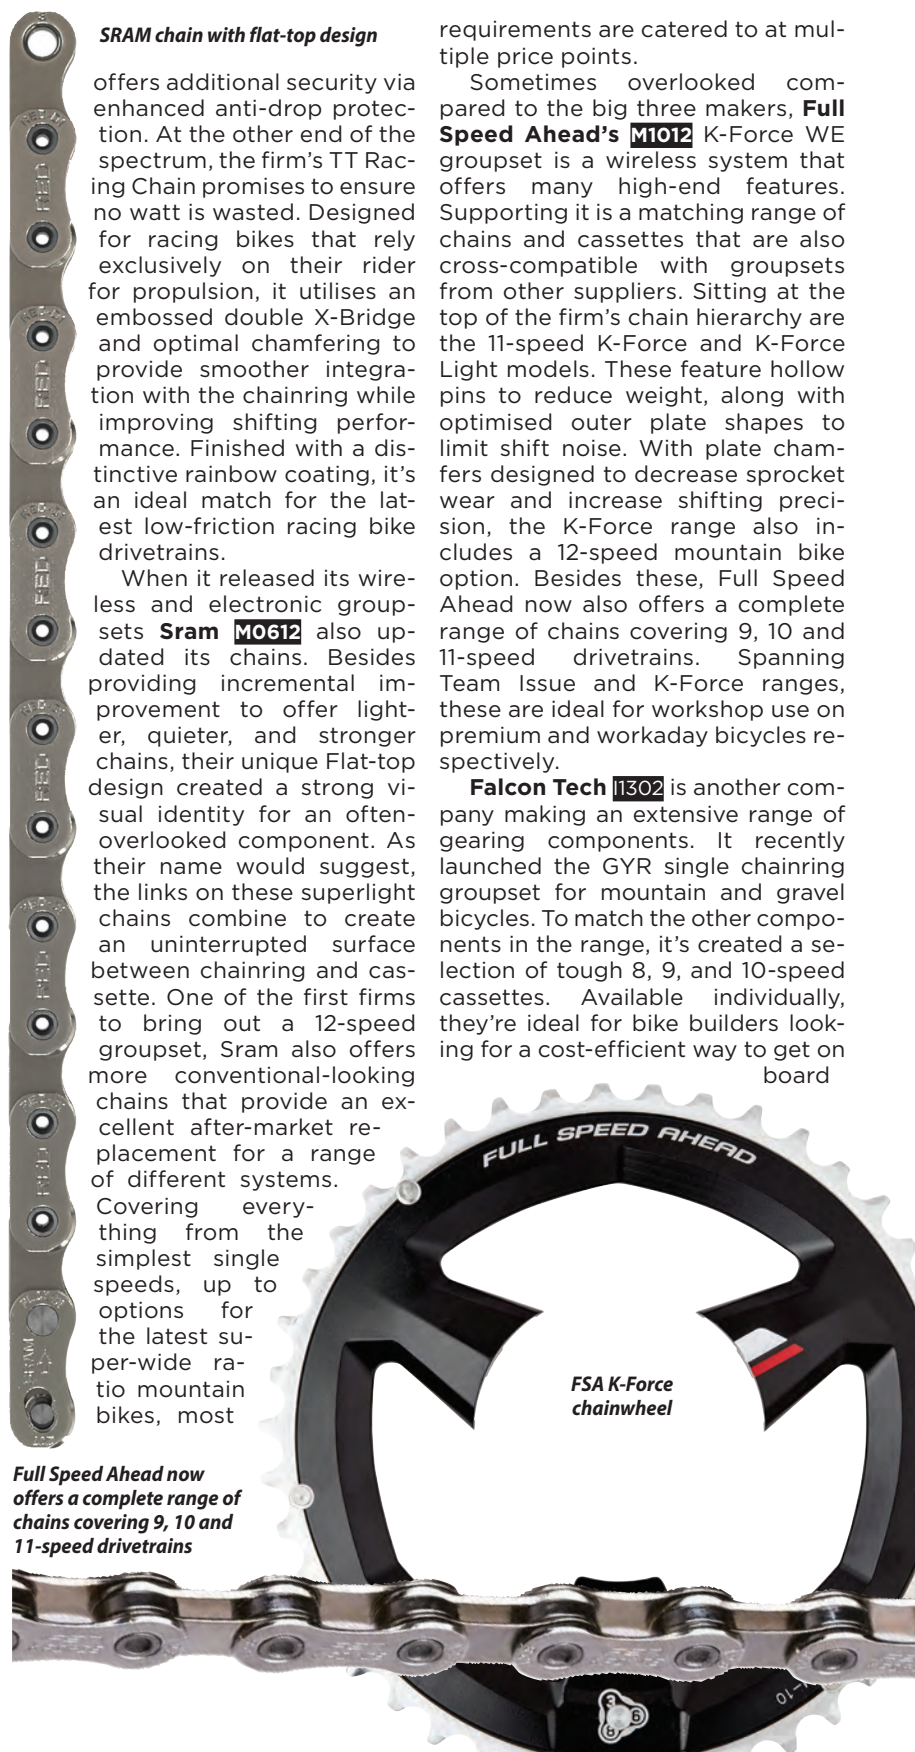 SRAM chain with flat-top design
offers additional security via
enhanced anti-drop protec-
tion. At the other end of the
spectrum, the firm's TT Rac-
ing Chain promises to ensure
no watt is wasted. Designed
for racing bikes that rely
exclusively on their rider
for propulsion, it utilises an
embossed double X-Bridge
and optimal chamfering to
provide smoother integra-
tion with the chainring while
improving shifting perfor-
mance. Finished with a dis-
tinctive rainbow coating, it's
an ideal match for the lat-
est low-friction racing bike
drivetrains.
When it released its wire-
less and electronic group-
sets Sram M0612 also up-
dated its chains. Besides
providing incremental im-
provement to offer light-
er, quieter, and stronger
chains, their unique Flat-top
design created a strong vi-
sual identity for an often-
overlooked component. As
their name would suggest,
the links on these superlight
chains combine to create
an uninterrupted surface
between chainring and cas-
sette. One of the first firms
to bring out a 12-speed
groupset, Sram also offers
more conventional-looking
chains that provide an ex-
cellent after-market re-
placement for a range
of different systems.
Covering every-
thing from the
simplest single
speeds, up to
options for
the latest su-
per-wide ra-
tio mountain
bikes, most
requirements are catered to at mul-
tiple price points.
Sometimes overlooked com-
pared to the big three makers, Full
Speed Ahead's M1012 K-Force WE
groupset is a wireless system that
offers many high-end features.
Supporting it is a matching range of
chains and cassettes that are also
cross-compatible with groupsets
from other suppliers. Sitting at the
top of the firm's chain hierarchy are
the 11-speed K-Force and K-Force
Light models. These feature hollow
pins to reduce weight, along with
optimised outer plate shapes to
limit shift noise. With plate cham-
fers designed to decrease sprocket
wear and increase shifting preci-
sion, the K-Force range also in-
cludes a 12-speed mountain bike
option. Besides these, Full Speed
Ahead now also offers a complete
range of chains covering 9, 10 and
11-speed drivetrains. Spanning
Team Issue and K-Force ranges,
these are ideal for workshop use on
premium and workaday bicycles re-
spectively.
Falcon Tech I1302 is another com-
pany making an extensive range of
gearing components. It recently
launched the GYR single chainring
groupset for mountain and gravel
bicycles. To match the other compo-
nents in the range, it's created a se-
lection of tough 8, 9, and 10-speed
cassettes. Available individually,
they're ideal for bike builders look-
ing for a cost-efficient way to get on
board
FULL SPEED AHEAD
FSA K-Force
chainwheel
Full Speed Ahead now
offers a complete range of
chains covering 9, 10 and
11-speed drivetrains
RED
RED
RED
RED
RED
RED
SRAM
3
6
8